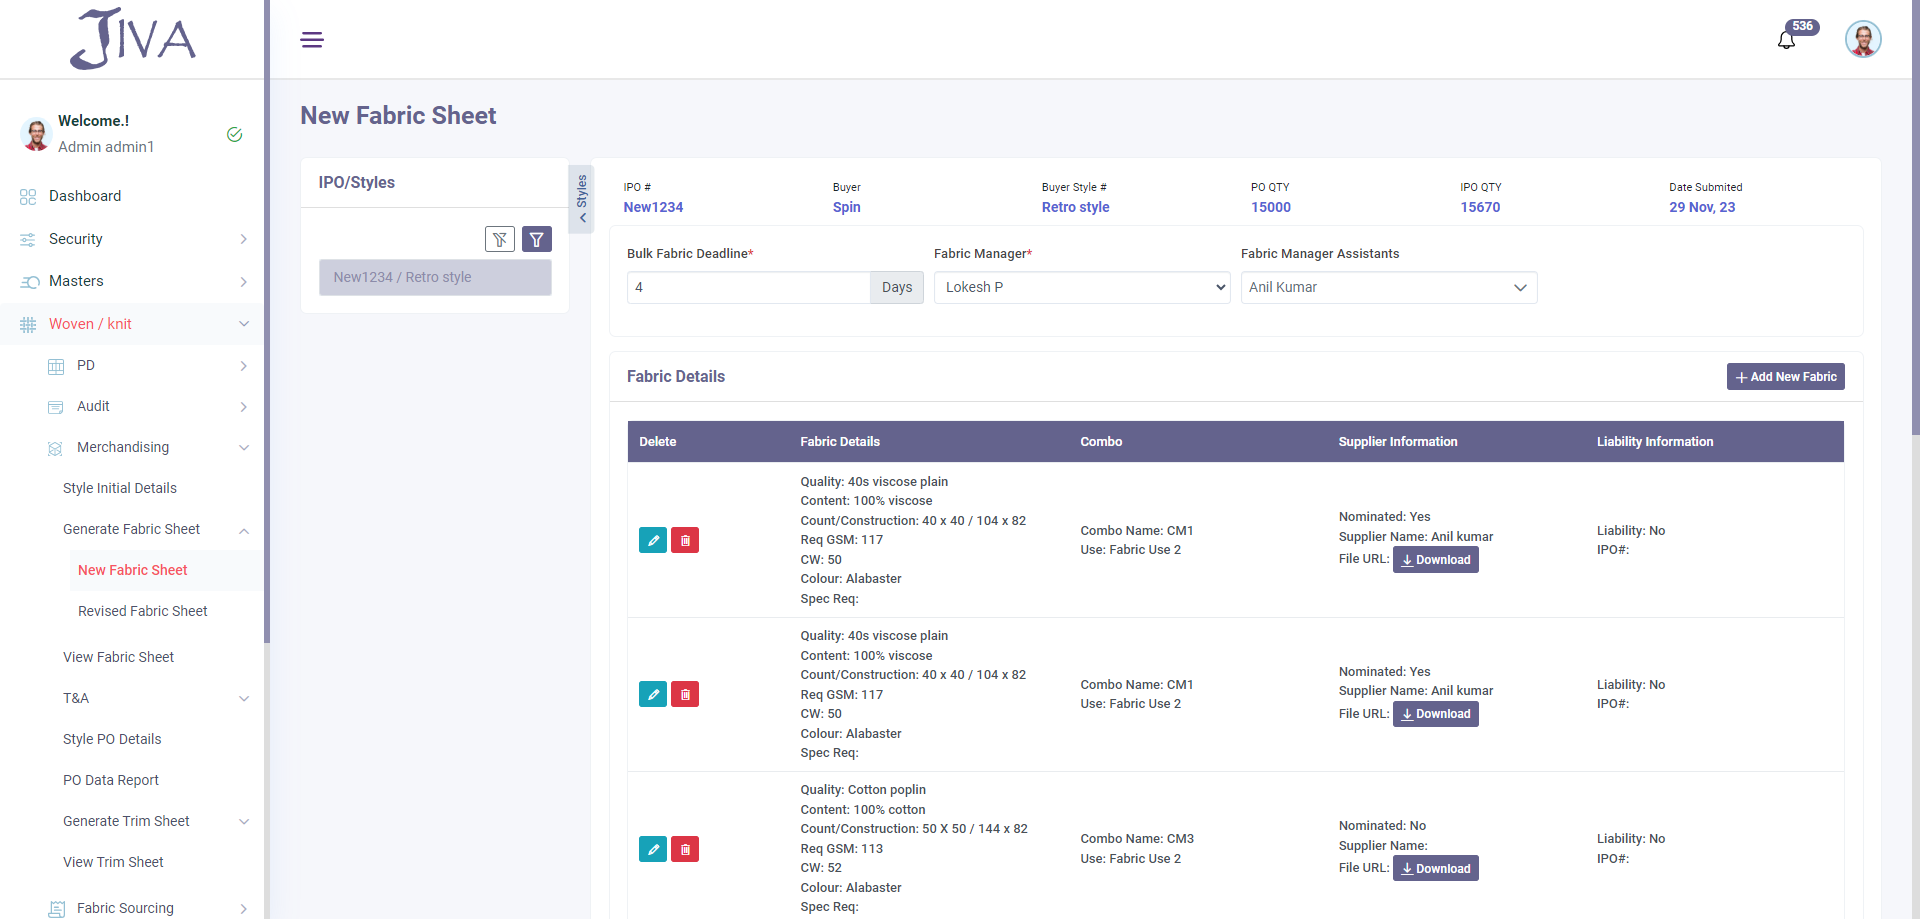 JIVA
536
Welcome.!
Admin admin1
Dashboard
Security
Masters
Woven / knit
PD
Audit
Merchandising
Style Initial Details
Generate Fabric Sheet
New Fabric Sheet
Revised Fabric Sheet
View Fabric Sheet
T&A
Style PO Details
PO Data Report
Generate Trim Sheet
View Trim Sheet
Fabric Sourcing
New Fabric Sheet
IPO/Styles
New1234 / Retro style
Styles
IPO # Buyer Buyer Style # PO QTY IPO QTY Date Submited
New1234 Spin Retro style 15000 15670 29 Nov, 23
Bulk Fabric Deadline* Fabric Manager* Fabric Manager Assistants
4 Days Lokesh P Anil Kumar
Fabric Details
Add New Fabric
Delete Fabric Details Combo Supplier Information Liability Information
Quality: 40s viscose plain
Content: 100% viscose
Count/Construction: 40 x 40 / 104 x 82
Req GSM: 117
CW: 50
Colour: Alabaster
Spec Req:
Combo Name: CM1
Use: Fabric Use 2
Nominated: Yes
Supplier Name: Anil kumar
File URL: Download
Liability: No
IPO#:
Quality: 40s viscose plain
Content: 100% viscose
Count/Construction: 40 x 40 / 104 x 82
Req GSM: 117
CW: 50
Colour: Alabaster
Spec Req:
Combo Name: CM1
Use: Fabric Use 2
Nominated: Yes
Supplier Name: Anil kumar
File URL: Download
Liability: No
IPO#:
Quality: Cotton poplin
Content: 100% cotton
Count/Construction: 50 X 50 / 144 x 82
Req GSM: 113
CW: 52
Colour: Alabaster
Spec Req:
Combo Name: CM3
Use: Fabric Use 2
Nominated: No
Supplier Name:
File URL: Download
Liability: No
IPO#: